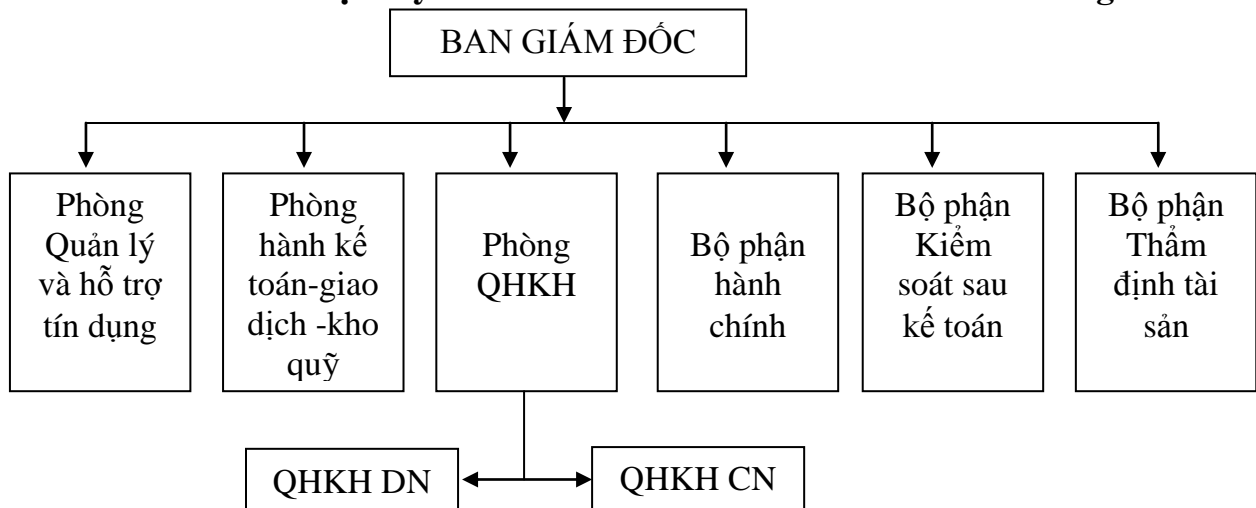 BAN GIÁM ĐỐC
Phòng
Quản lý
và hỗ trợ
tín dụng
Phòng
hành kế
toán-giao
dịch -kho
quỹ
Phòng
QHKH
Bộ phận
hành
chính
Bộ phận
Kiểm
soát sau
kế toán
Bộ phận
Thẩm
định tài
sản
QHKH DN
QHKH CN